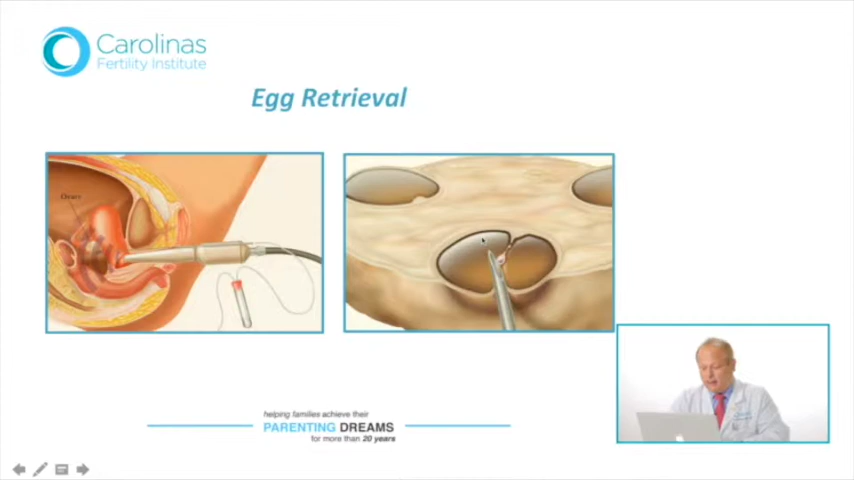 Carolinas
Fertility Institute
Egg Retrieval
Ovary
helping families achieve their
PARENTING DREAMS
for more than 20 years